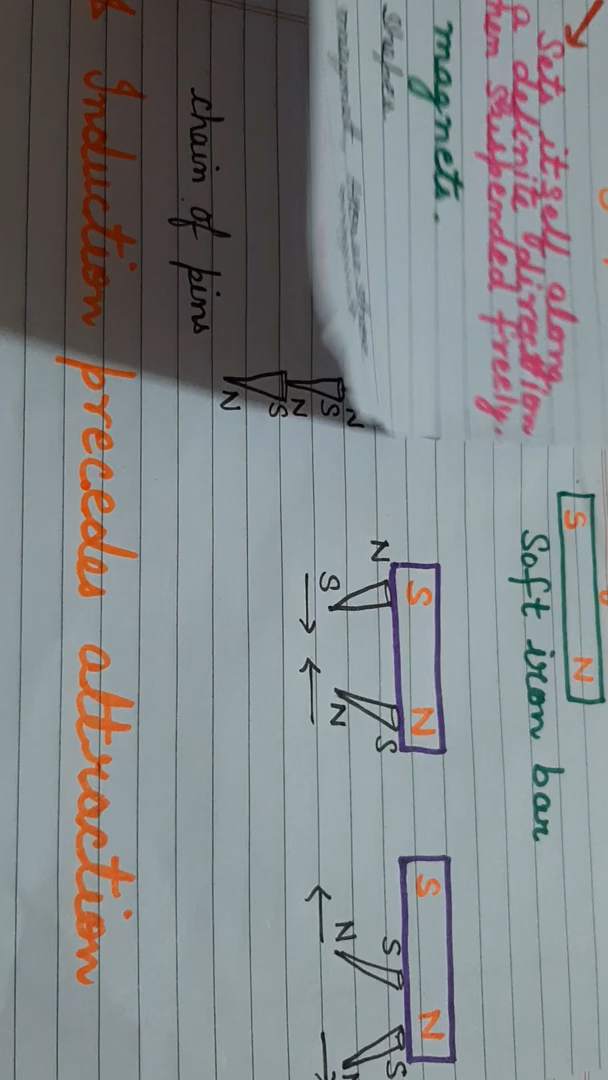 Sets itself along
a definite direction
when suspended freely.
magnets.
S N
Soft iron bar
S N
N S
S N
S N
S S
N N
chain of pins
N
S
N
S
N
Induction precedes attraction